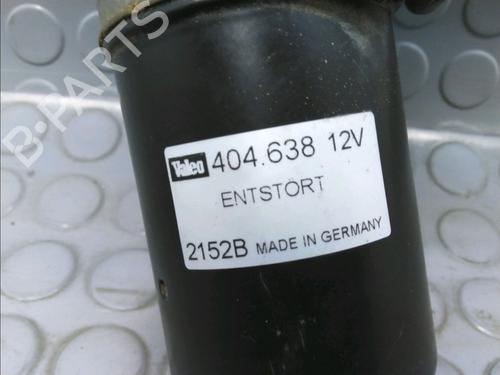 B-PARTS
Valeo 404.638 12V
ENTSTÖRT
2152B MADE IN GERMANY